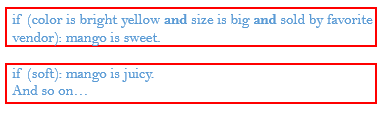 if (color is bright yellow and size is big and sold by favorite
vendor): mango is sweet.
if (soft): mango is juicy.
And so on…